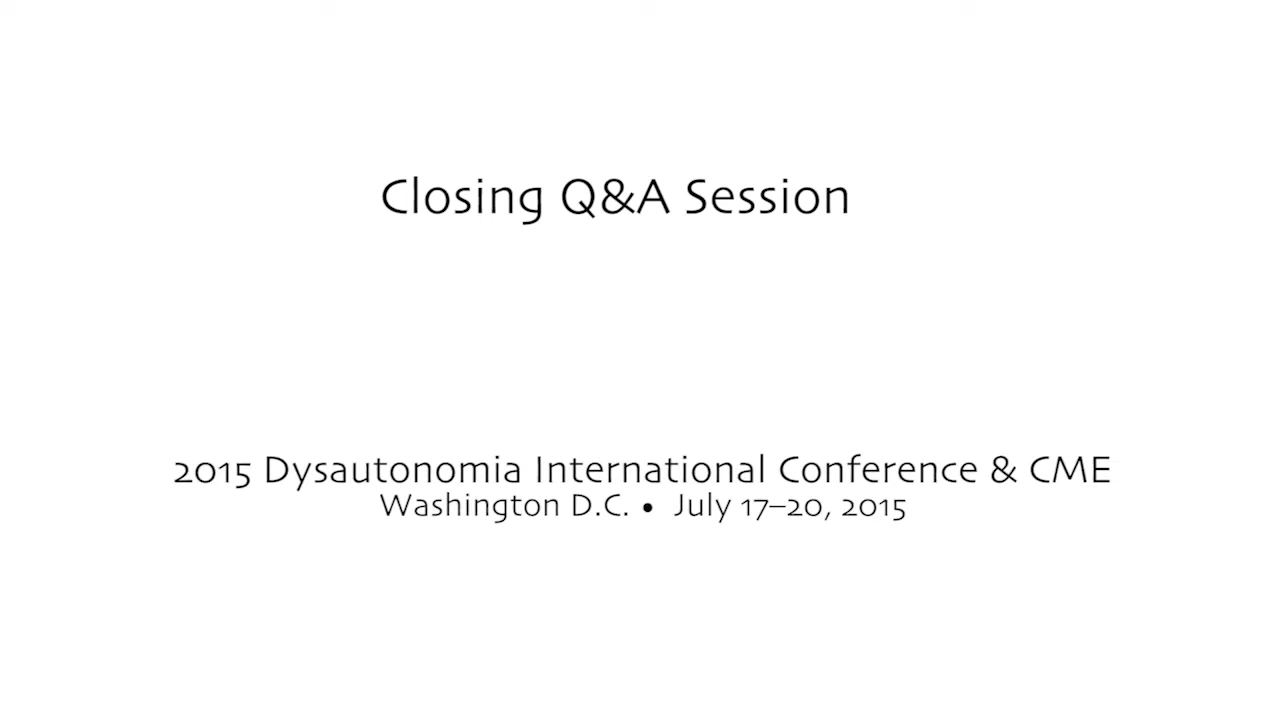 Closing Q&A Session
2015 Dysautonomia International Conference & CME
Washington D.C. • July 17–20, 2015